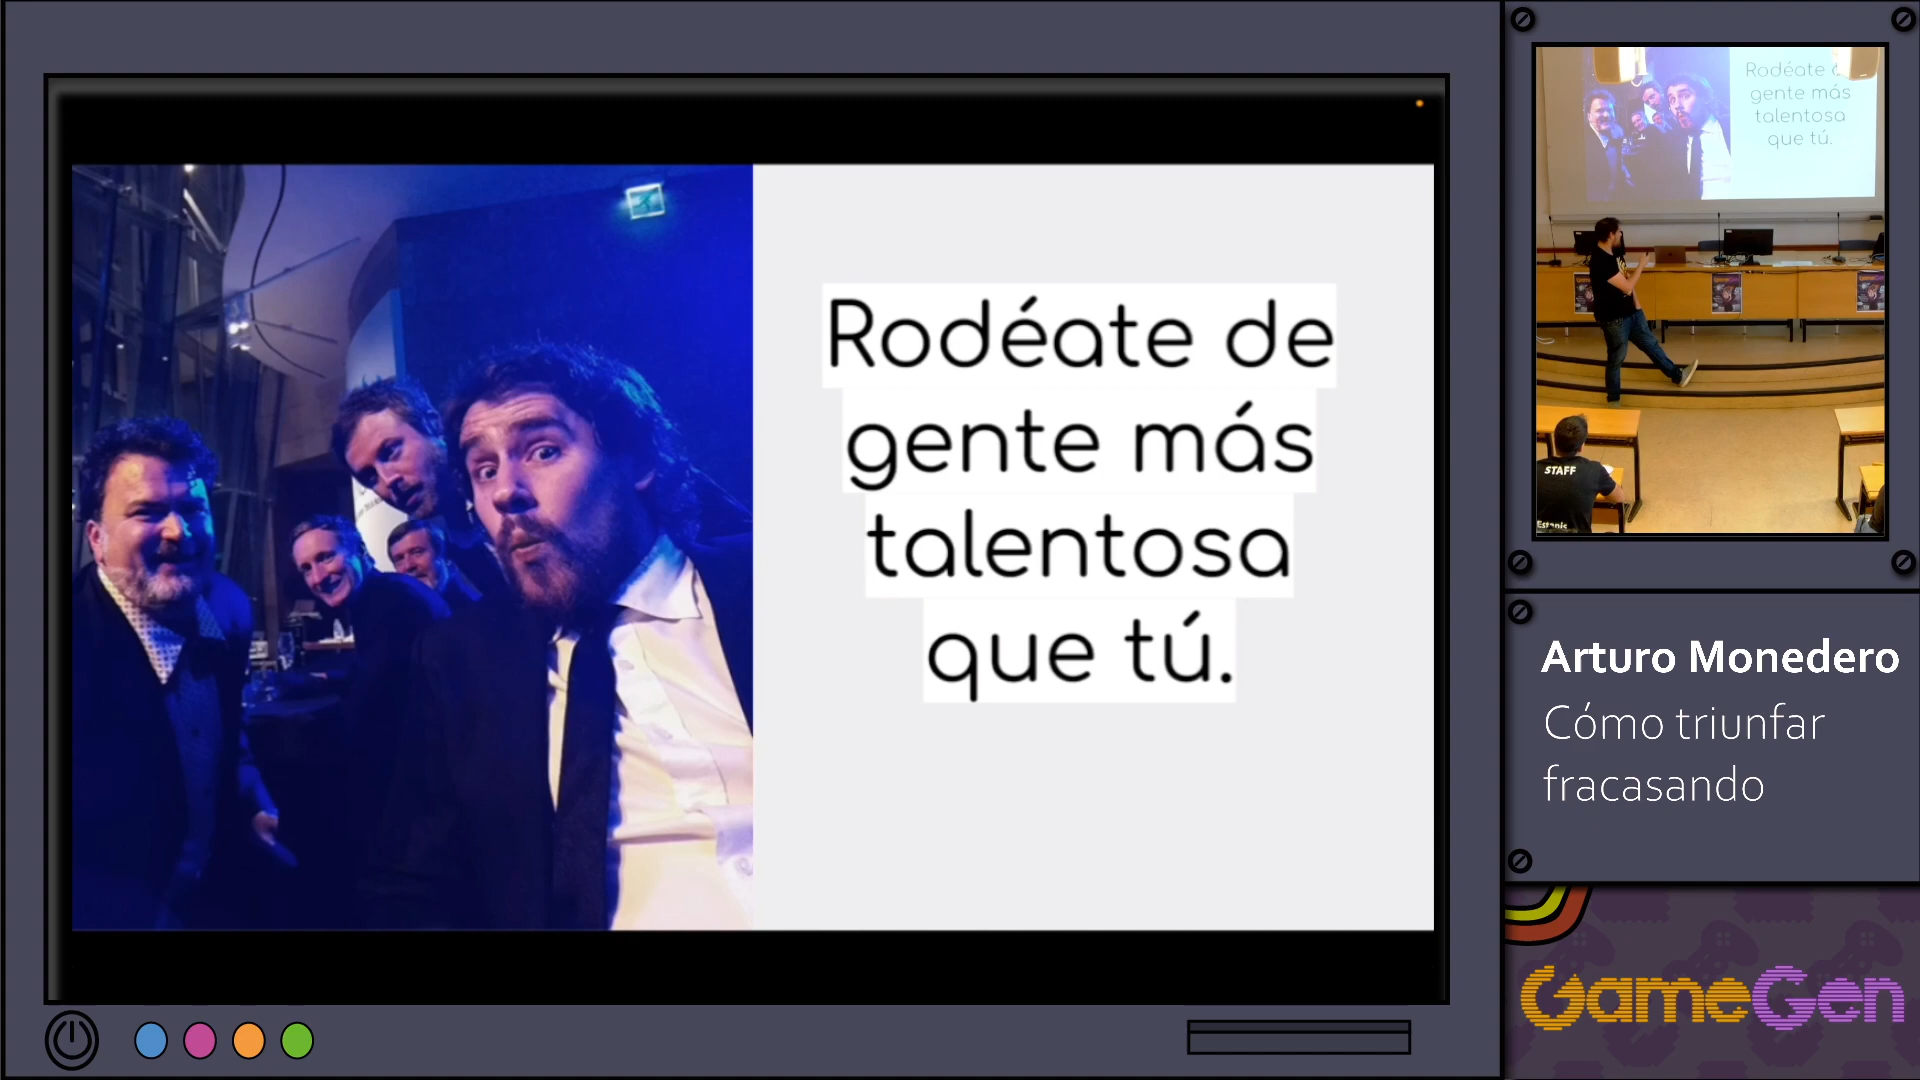 Rodéate de
gente más
talentosa
que tú.
Rodéate
gente más
talentosa
que tú.
STAFF
Estanis
Arturo Monedero
Cómo triunfar
fracasando
GameGen